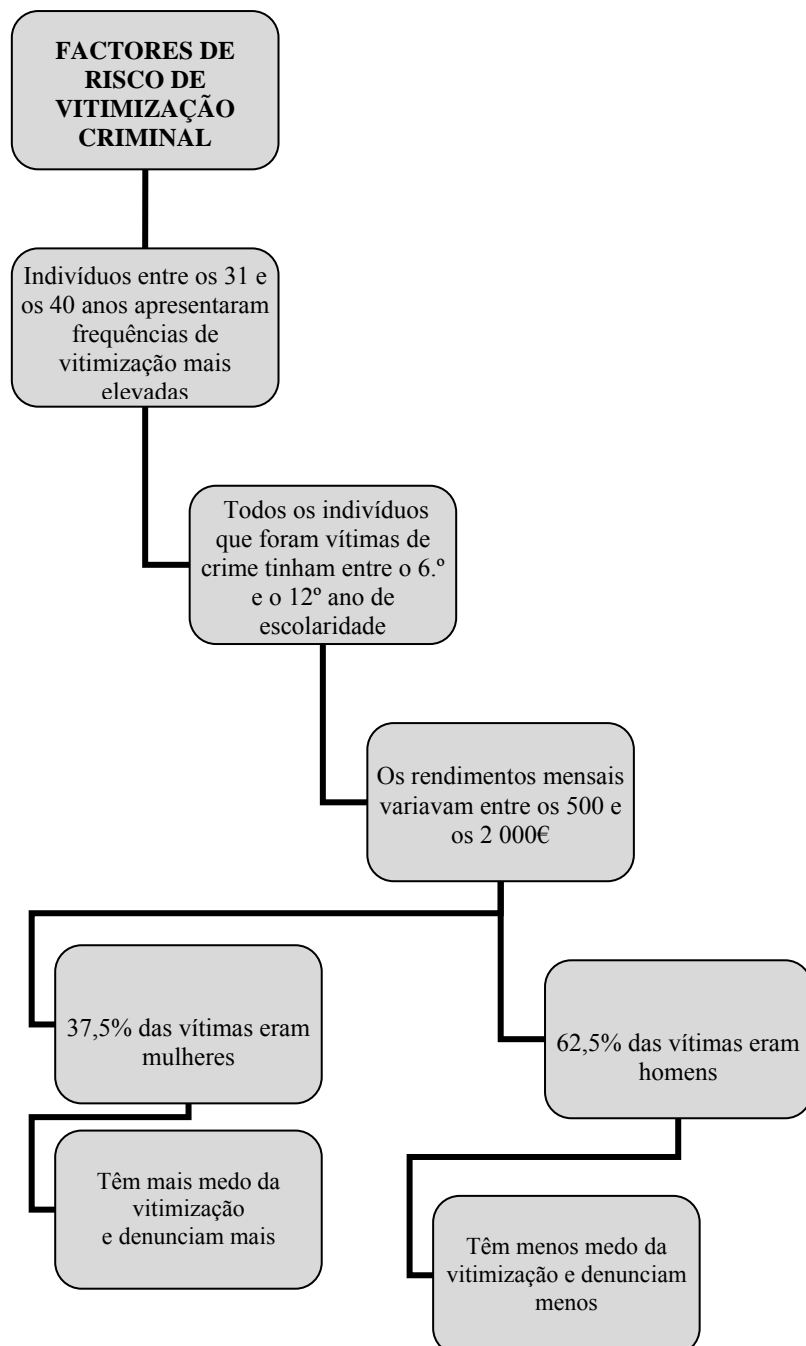 FACTORES DE
RISCO DE
VITIMIZAÇÃO
CRIMINAL
Indivíduos entre os 31 e
os 40 anos apresentaram
frequências de
vitimização mais
elevadas
Todos os indivíduos
que foram vítimas de
crime tinham entre o 6.º
e o 12º ano de
escolaridade
Os rendimentos mensais
variavam entre os 500 e
os 2 000€
37,5% das vítimas eram
mulheres
62,5% das vítimas eram
homens
Têm mais medo da
vitimização
e denunciam mais
Têm menos medo da
vitimização e denunciam
menos